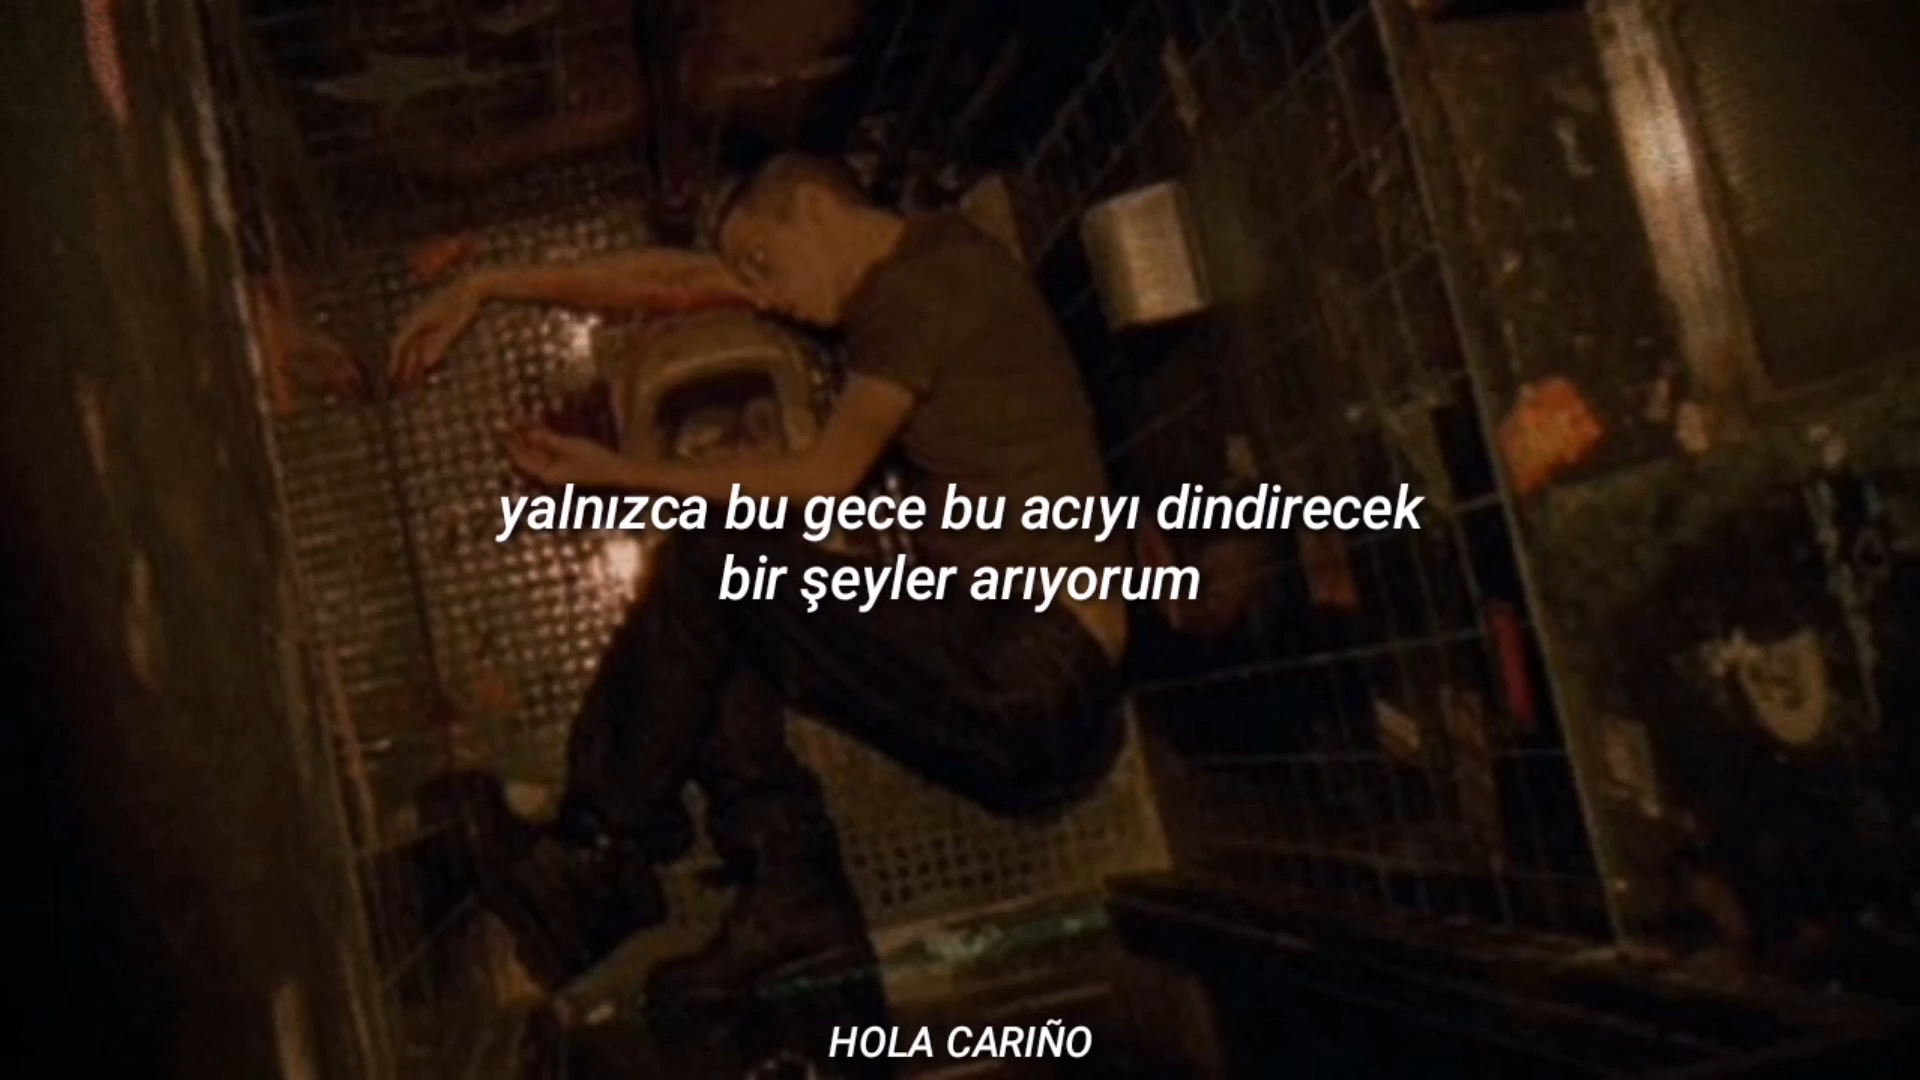 yalnızca bu gece bu acıyı dindirecek
bir şeyler arıyorum
HOLA CARIÑO